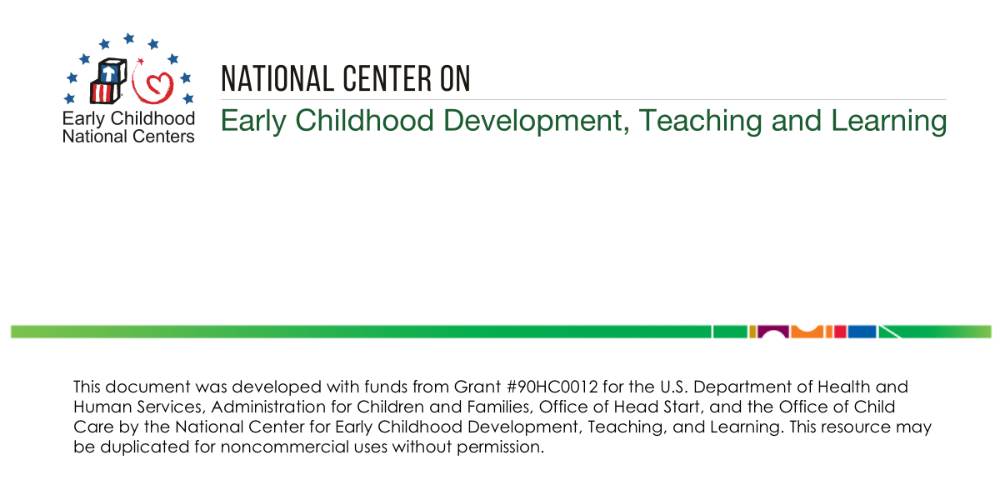 Early Childhood
National Centers
NATIONAL CENTER ON
Early Childhood Development, Teaching and Learning
This document was developed with funds from Grant #90HC0012 for the U.S. Department of Health and
Human Services, Administration for Children and Families, Office of Head Start, and the Office of Child
Care by the National Center for Early Childhood Development, Teaching, and Learning. This resource may
be duplicated for noncommercial uses without permission.